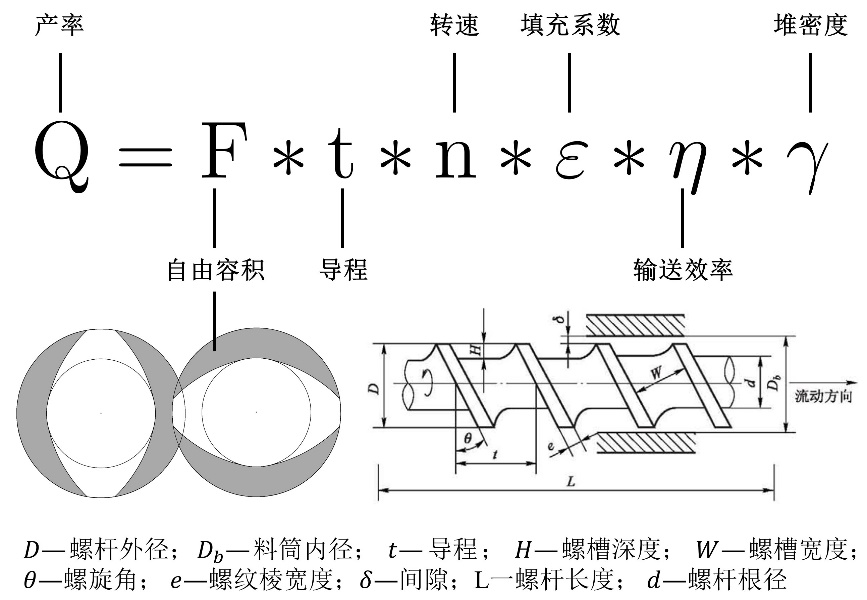 产率 转速 填充系数 堆密度
Q = F * t * n * ε * η * γ
自由容积 导程 输送效率
δ
H
D W d D_b
流动方向
θ e
t
L
D—螺杆外径；D_b—料筒内径；t—导程；H—螺槽深度；W—螺槽宽度；
θ—螺旋角；e—螺纹棱宽度；δ—间隙；L一螺杆长度；d—螺杆根径